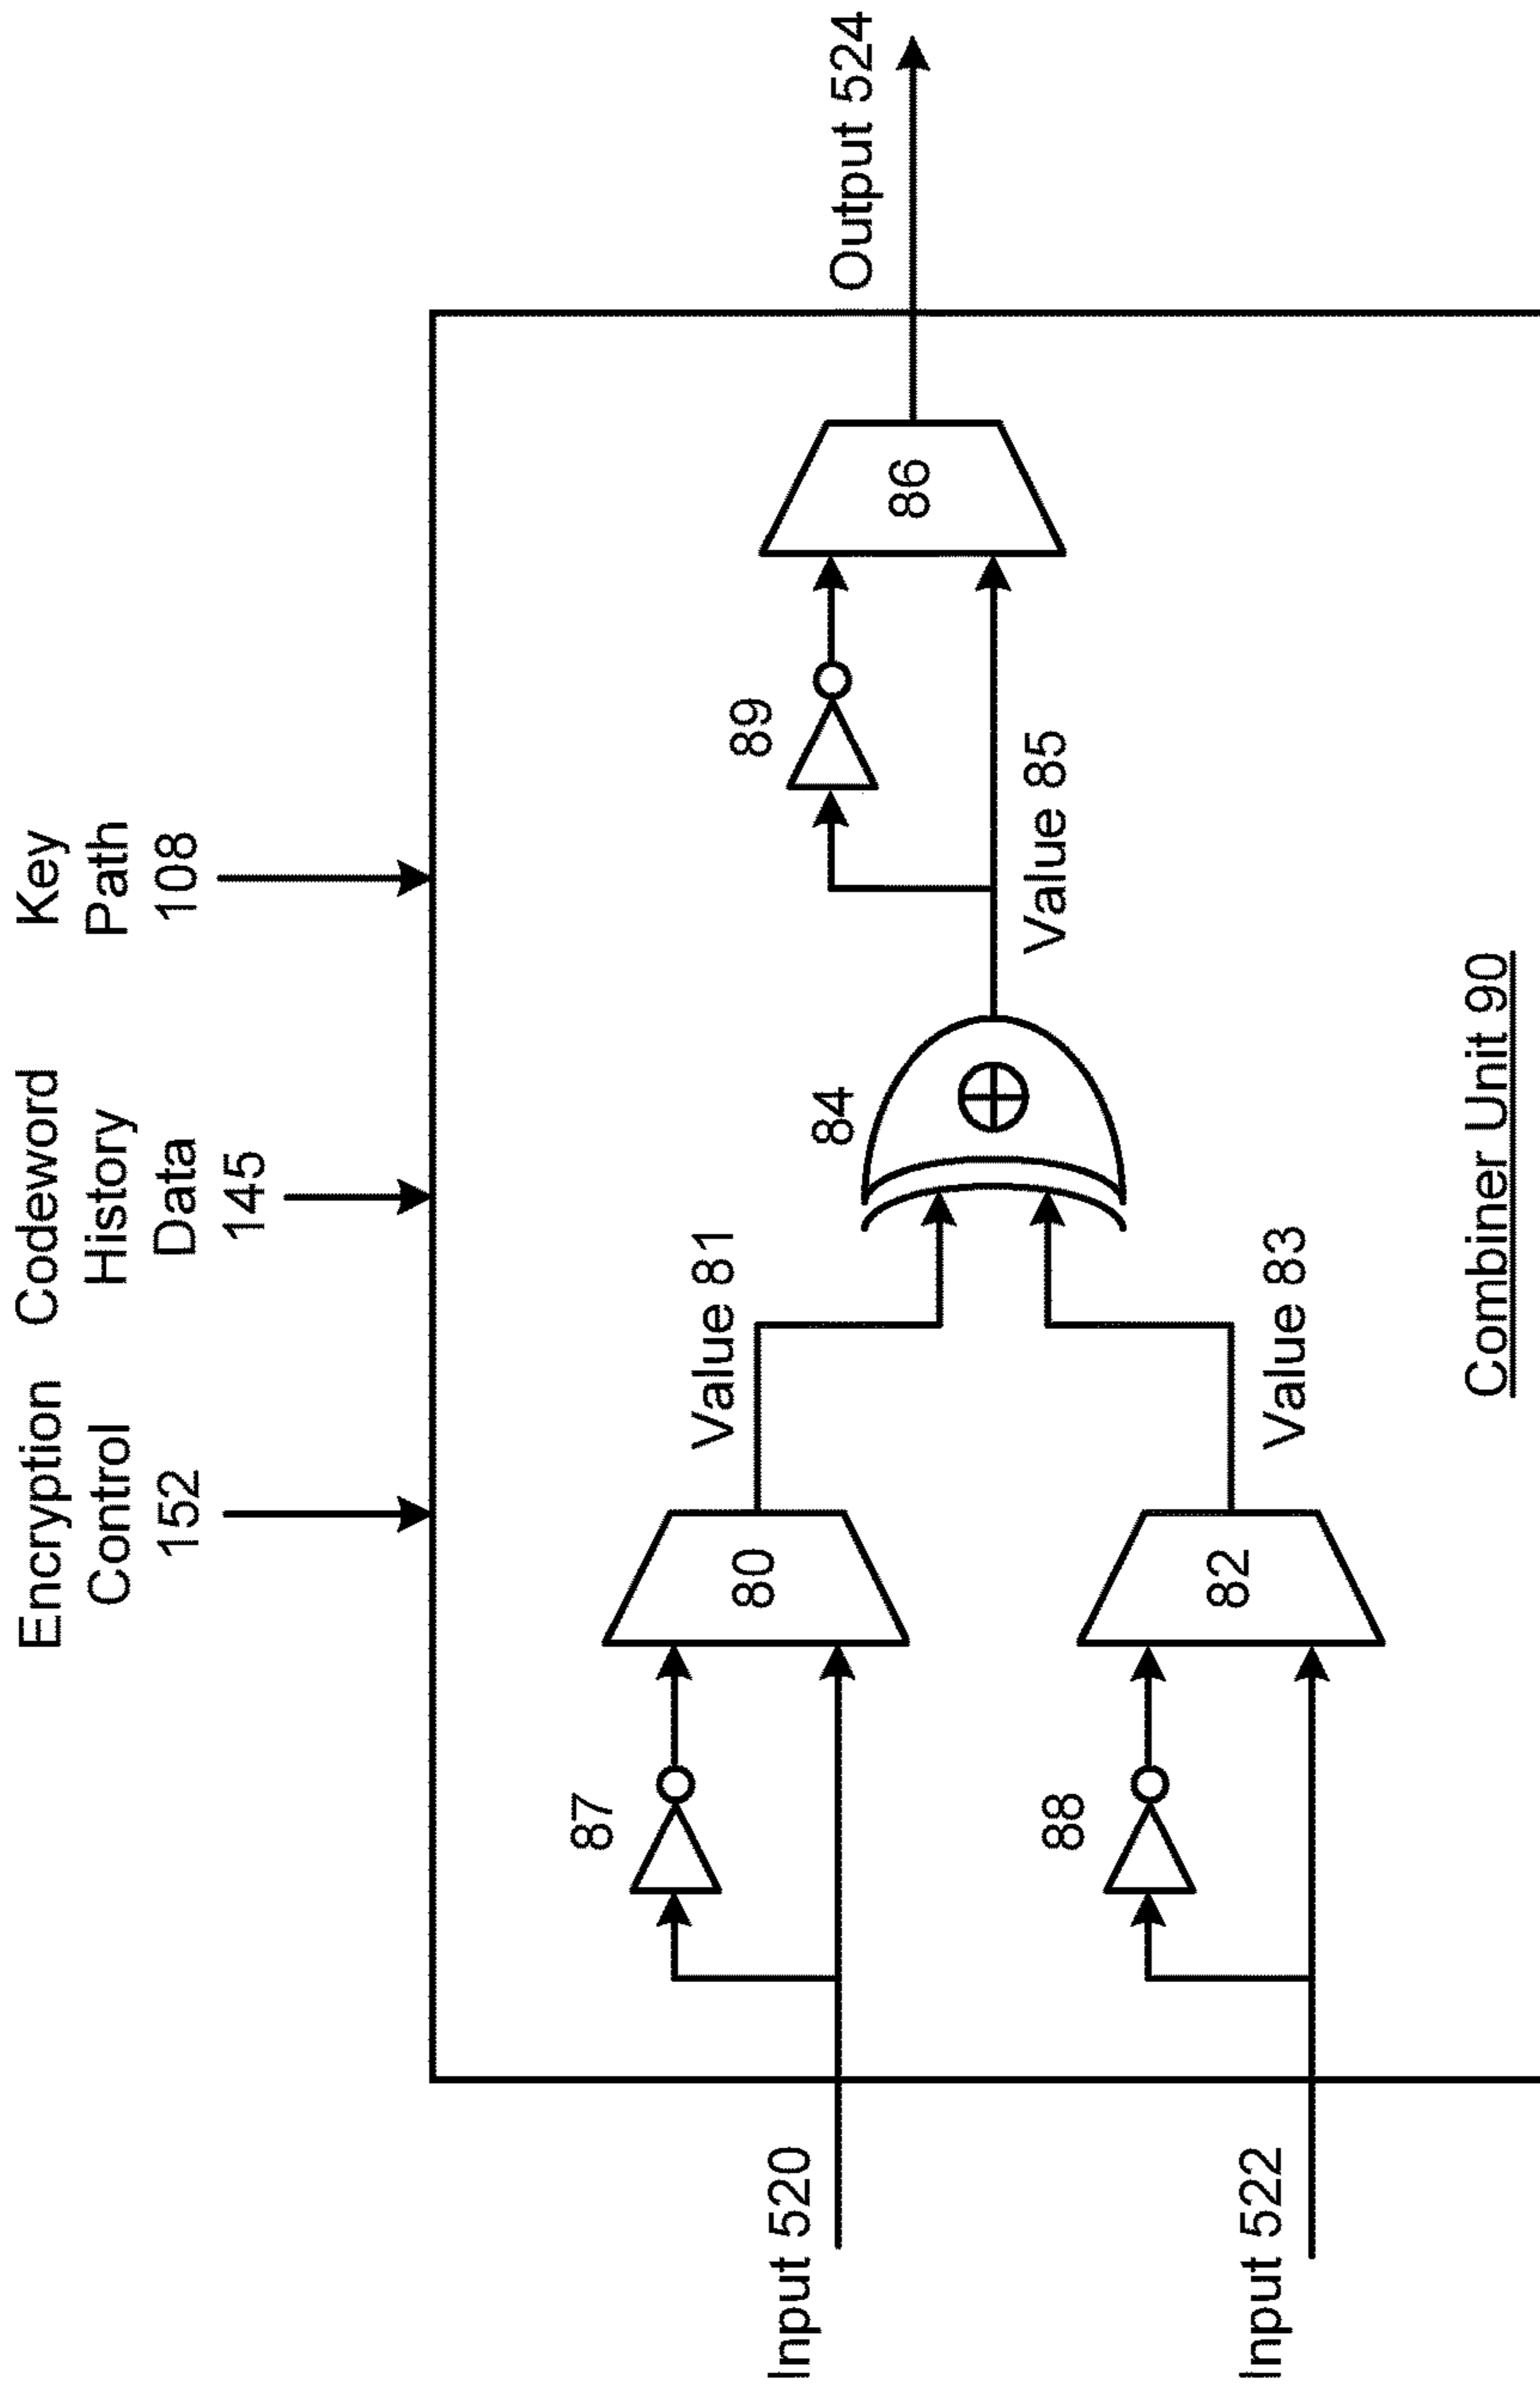 Encryption
Control
152
Codeword
History
Data
145
Key
Path
108
Input 520
87
80
Value 81
84
89
86
Output 524
Value 85
Input 522
88
82
Value 83
Combiner Unit 90